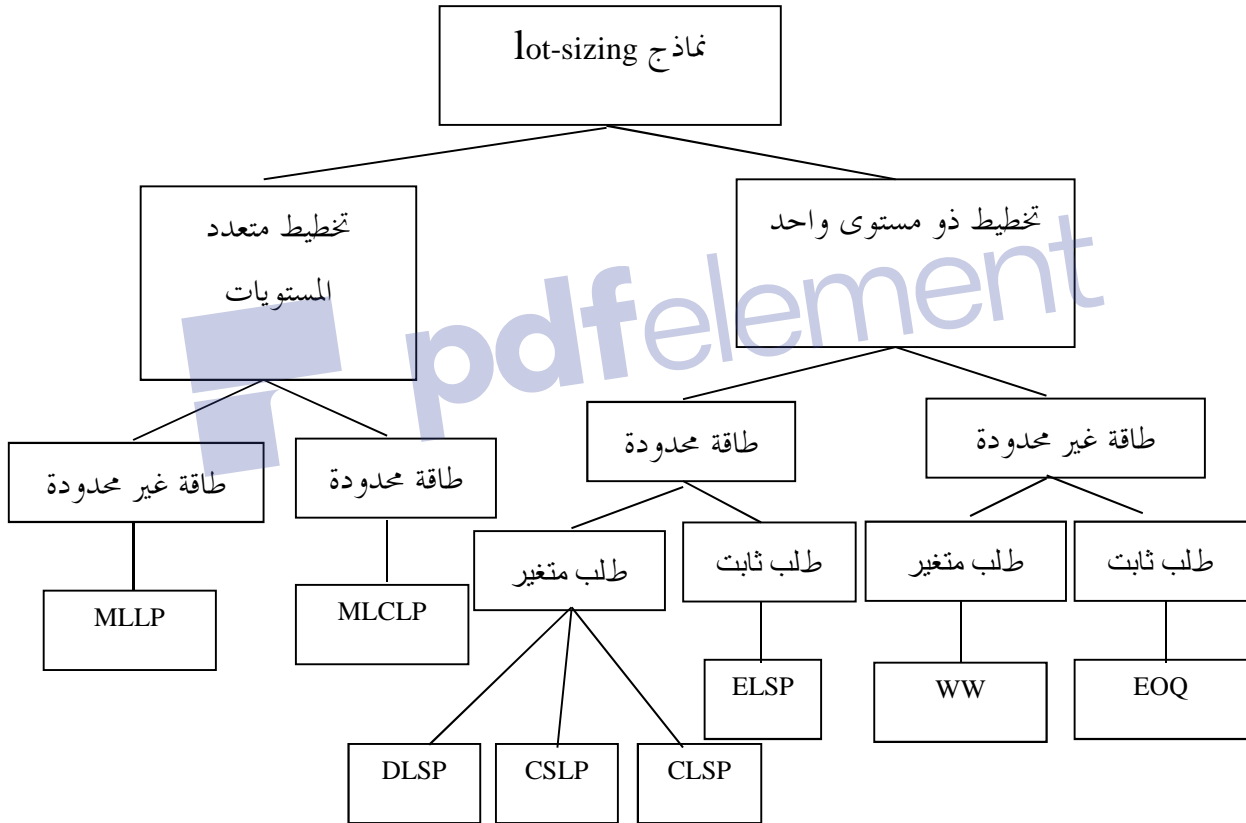 نماذج lot-sizing
تخطيط ذو مستوى واحد
تخطيط متعدد
المستويات
pdfelement
طاقة غير محدودة
طاقة محدودة
طاقة محدودة
طاقة غير محدودة
طلب ثابت
طلب متغير
طلب ثابت
طلب متغير
MLCLP
MLLP
EOQ
WW
ELSP
CLSP
CSLP
DLSP